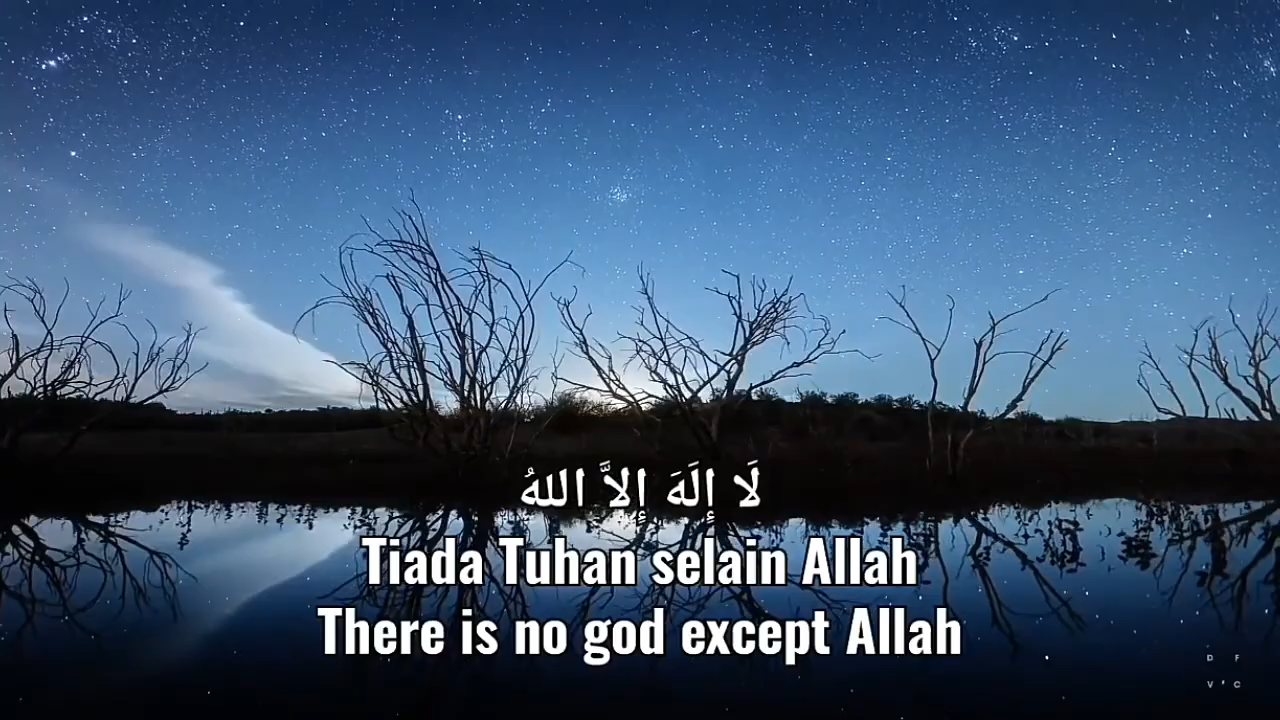 لَا إِلَهَ إِلاَّ اللهُ
Tiada Tuhan selain Allah
There is no god except Allah
D F
V ' C